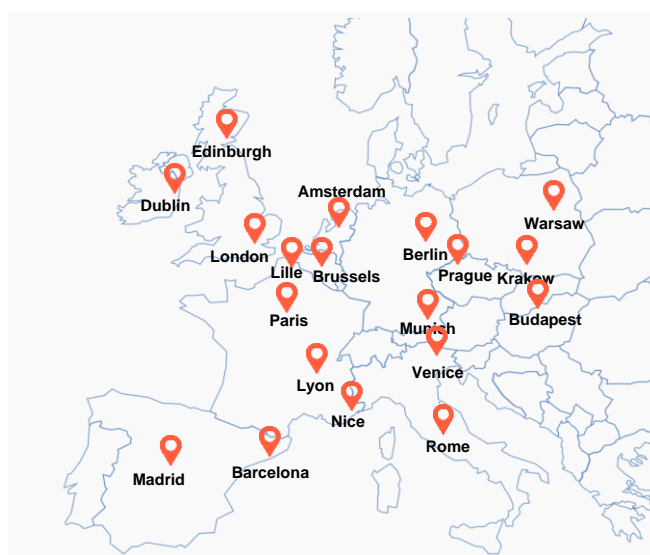 Edinburgh
Amsterdam
Dublin
Warsaw
London
Berlin
Lille
Brussels
Prague
Krakow
Paris
Budapest
Munich
Venice
Lyon
Nice
Rome
Barcelona
Madrid